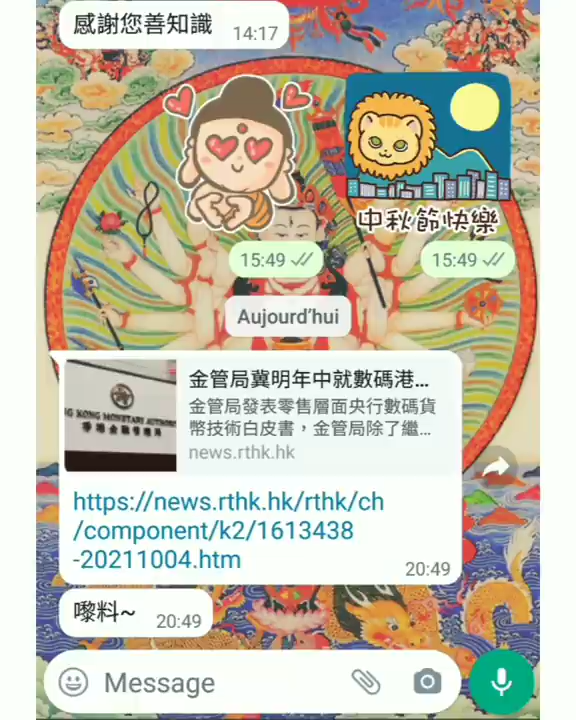 感謝您善知識
14:17
中秋節快樂
15:49
15:49
Aujourd'hui
金管局冀明年中就數碼港...
金管局發表零售層面央行數碼貨
幣技術白皮書，金管局除了繼...
news.rthk.hk
https://news.rthk.hk/rthk/ch
/component/k2/1613438
-20211004.htm
20:49
嚟料~
20:49
Message